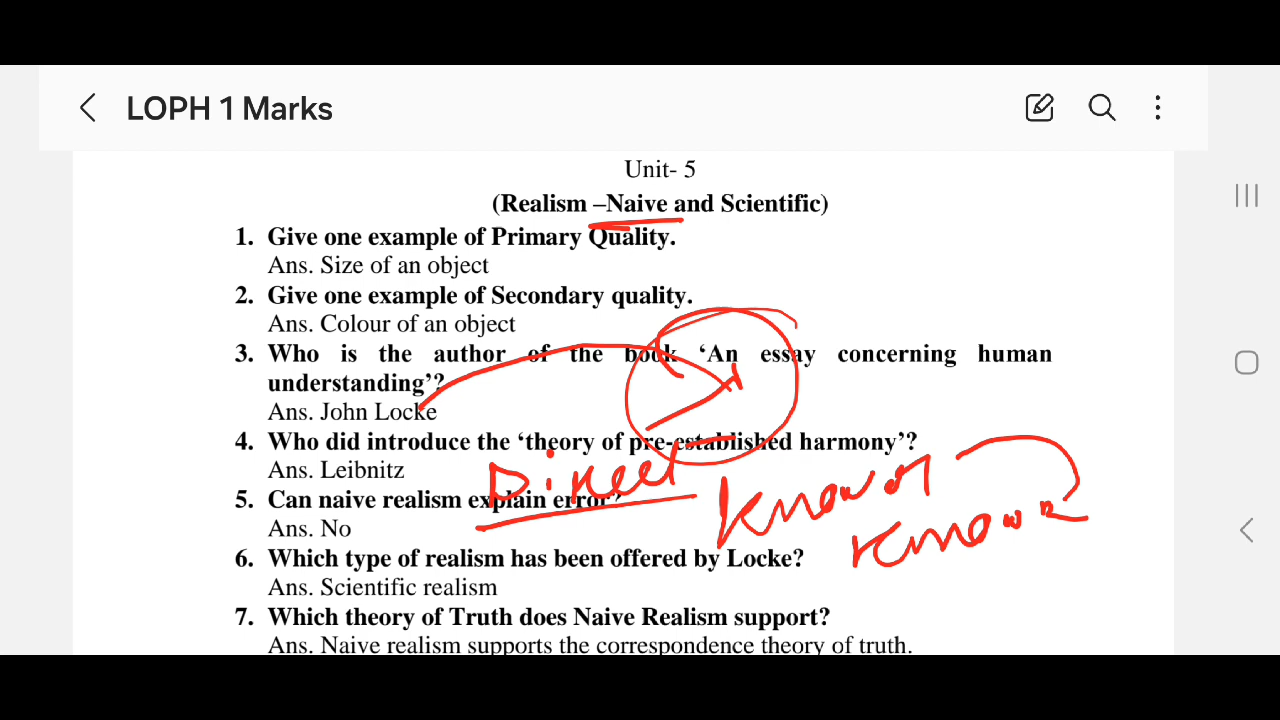 LOPH 1 Marks
Unit- 5
(Realism –Naive and Scientific)
1. Give one example of Primary Quality.
Ans. Size of an object
2. Give one example of Secondary quality.
Ans. Colour of an object
3. Who is the author of the book ‘An essay concerning human
understanding’?
Ans. John Locke
4. Who did introduce the ‘theory of pre-established harmony’?
Ans. Leibnitz
5. Can naive realism explain error?
Ans. No
6. Which type of realism has been offered by Locke?
Ans. Scientific realism
7. Which theory of Truth does Naive Realism support?
Ans. Naive realism supports the correspondence theory of truth.
Direct